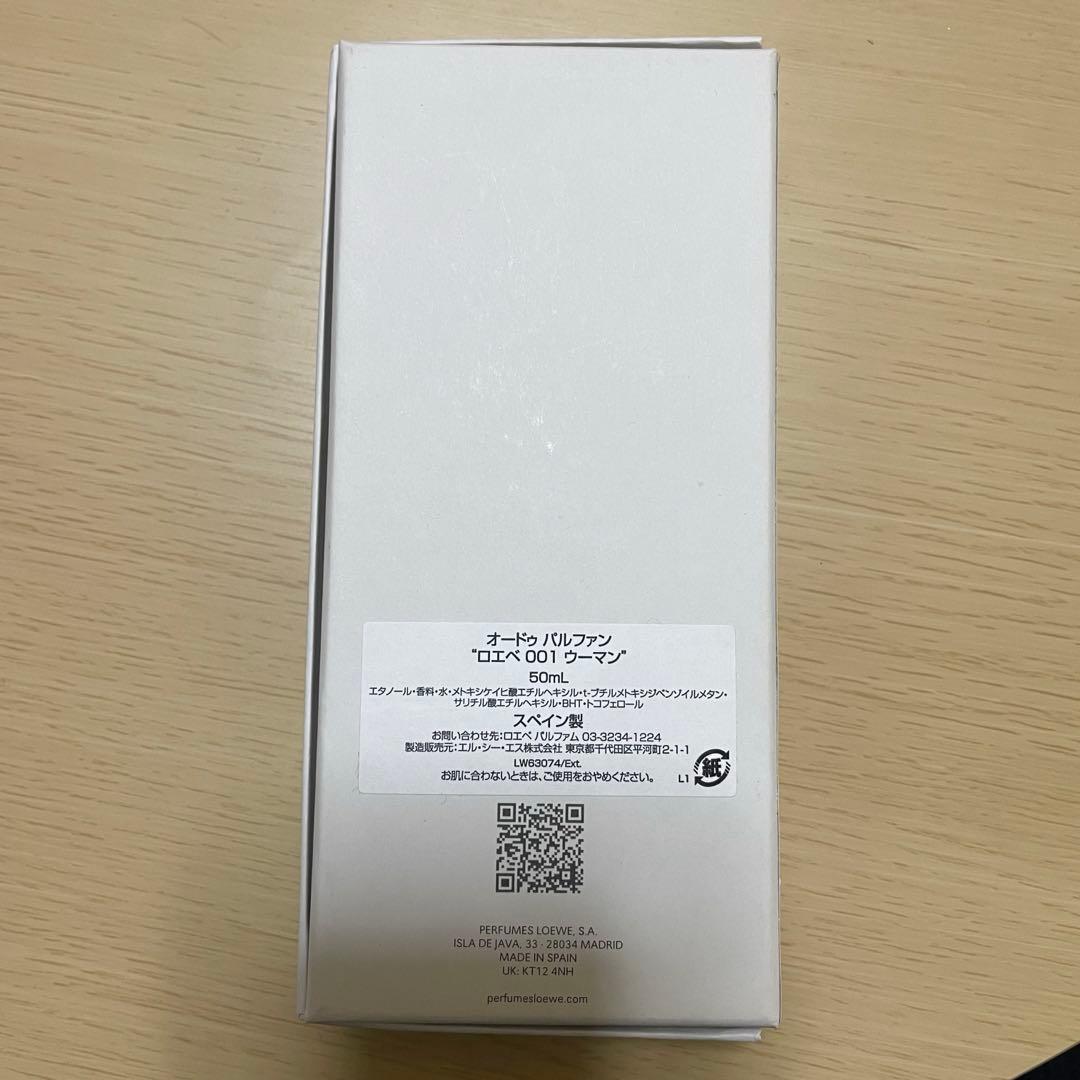 オードゥ パルファン
“ロエベ 001 ウーマン”
50mL
エタノール・香料・水・メトキシケイヒ酸エチルヘキシル・t-ブチルメトキシジベンゾイルメタン・
サリチル酸エチルヘキシル・BHT・トコフェロール
スペイン製
お問い合わせ先:ロエベ パルファム 03-3234-1224
製造販売元:エル・シー・エス株式会社 東京都千代田区平河町2-1-1
LW63074/Ext.
お肌に合わないときは、ご使用をおやめください。
L1 紙
PERFUMES LOEWE, S.A.
ISLA DE JAVA, 33 · 28034 MADRID
MADE IN SPAIN
UK: KT12 4NH
perfumesloewe.com